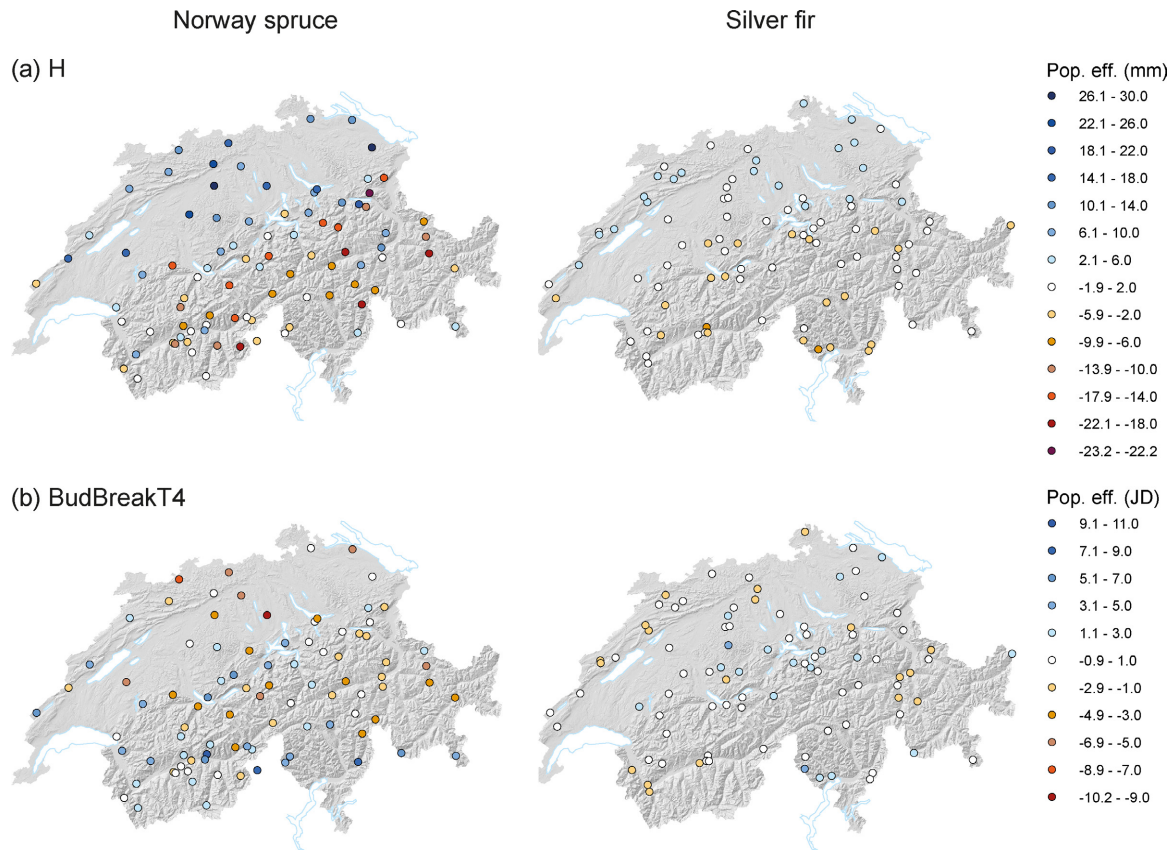 Norway spruce
Silver fir
(a) H
Pop. eff. (mm)
26.1 - 30.0
22.1 - 26.0
18.1 - 22.0
14.1 - 18.0
10.1 - 14.0
6.1 - 10.0
2.1 - 6.0
-1.9 - 2.0
-5.9 - -2.0
-9.9 - -6.0
-13.9 - -10.0
-17.9 - -14.0
-22.1 - -18.0
-23.2 - -22.2
(b) BudBreakT4
Pop. eff. (JD)
9.1 - 11.0
7.1 - 9.0
5.1 - 7.0
3.1 - 5.0
1.1 - 3.0
-0.9 - 1.0
-2.9 - -1.0
-4.9 - -3.0
-6.9 - -5.0
-8.9 - -7.0
-10.2 - -9.0